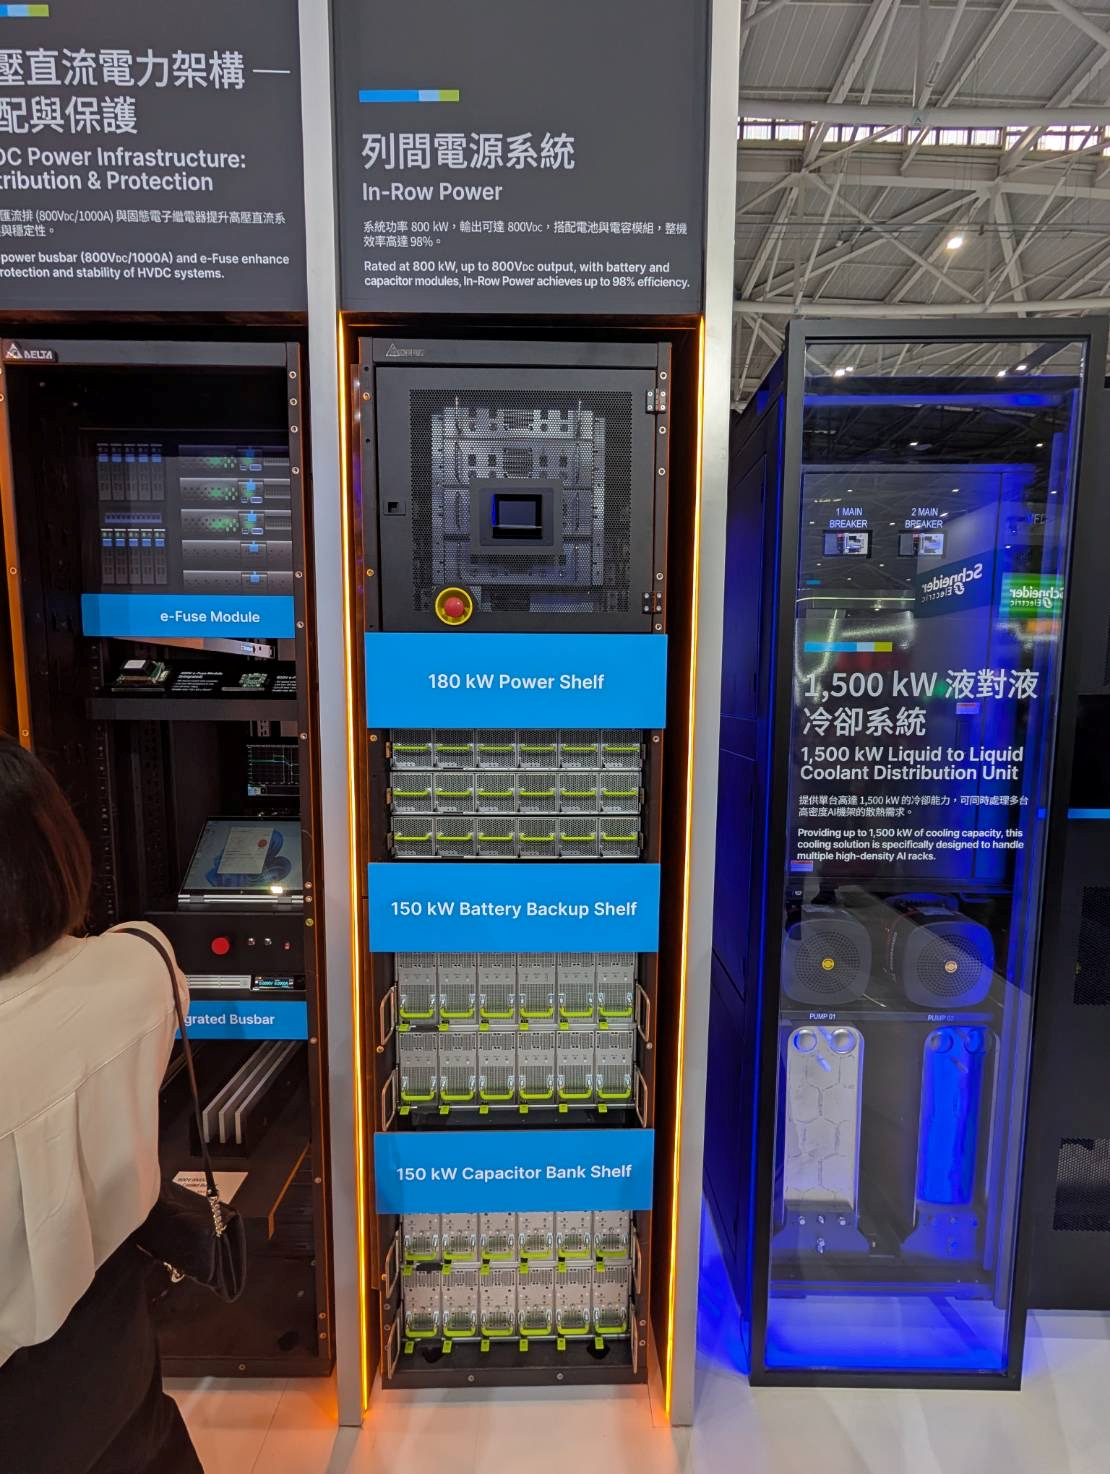 壓直流電力架構 —
配與保護
DC Power Infrastructure:
tribution & Protection
匯流排 (800VDC/1000A) 與固態電子繼電器提升高壓直流系
與穩定性。
power busbar (800VDC/1000A) and e-Fuse enhance
rotection and stability of HVDC systems.
DELTA
e-Fuse Module
grated Busbar
列間電源系統
In-Row Power
系統功率 800 kW，輸出可達 800VDC，搭配電池與電容模組，整機
效率高達 98%。
Rated at 800 kW, up to 800VDC output, with battery and
capacitor modules, In-Row Power achieves up to 98% efficiency.
180 kW Power Shelf
150 kW Battery Backup Shelf
150 kW Capacitor Bank Shelf
1 MAIN
BREAKER
2 MAIN
BREAKER
Schneider
Electric
Schneider
Electric
1,500 kW 液對液
冷卻系統
1,500 kW Liquid to Liquid
Coolant Distribution Unit
提供單台高達 1,500 kW 的冷卻能力，可同時處理多台
高密度AI機架的散熱需求。
Providing up to 1,500 kW of cooling capacity, this
cooling solution is specifically designed to handle
multiple high-density AI racks.
PUMP 01
PUMP 02